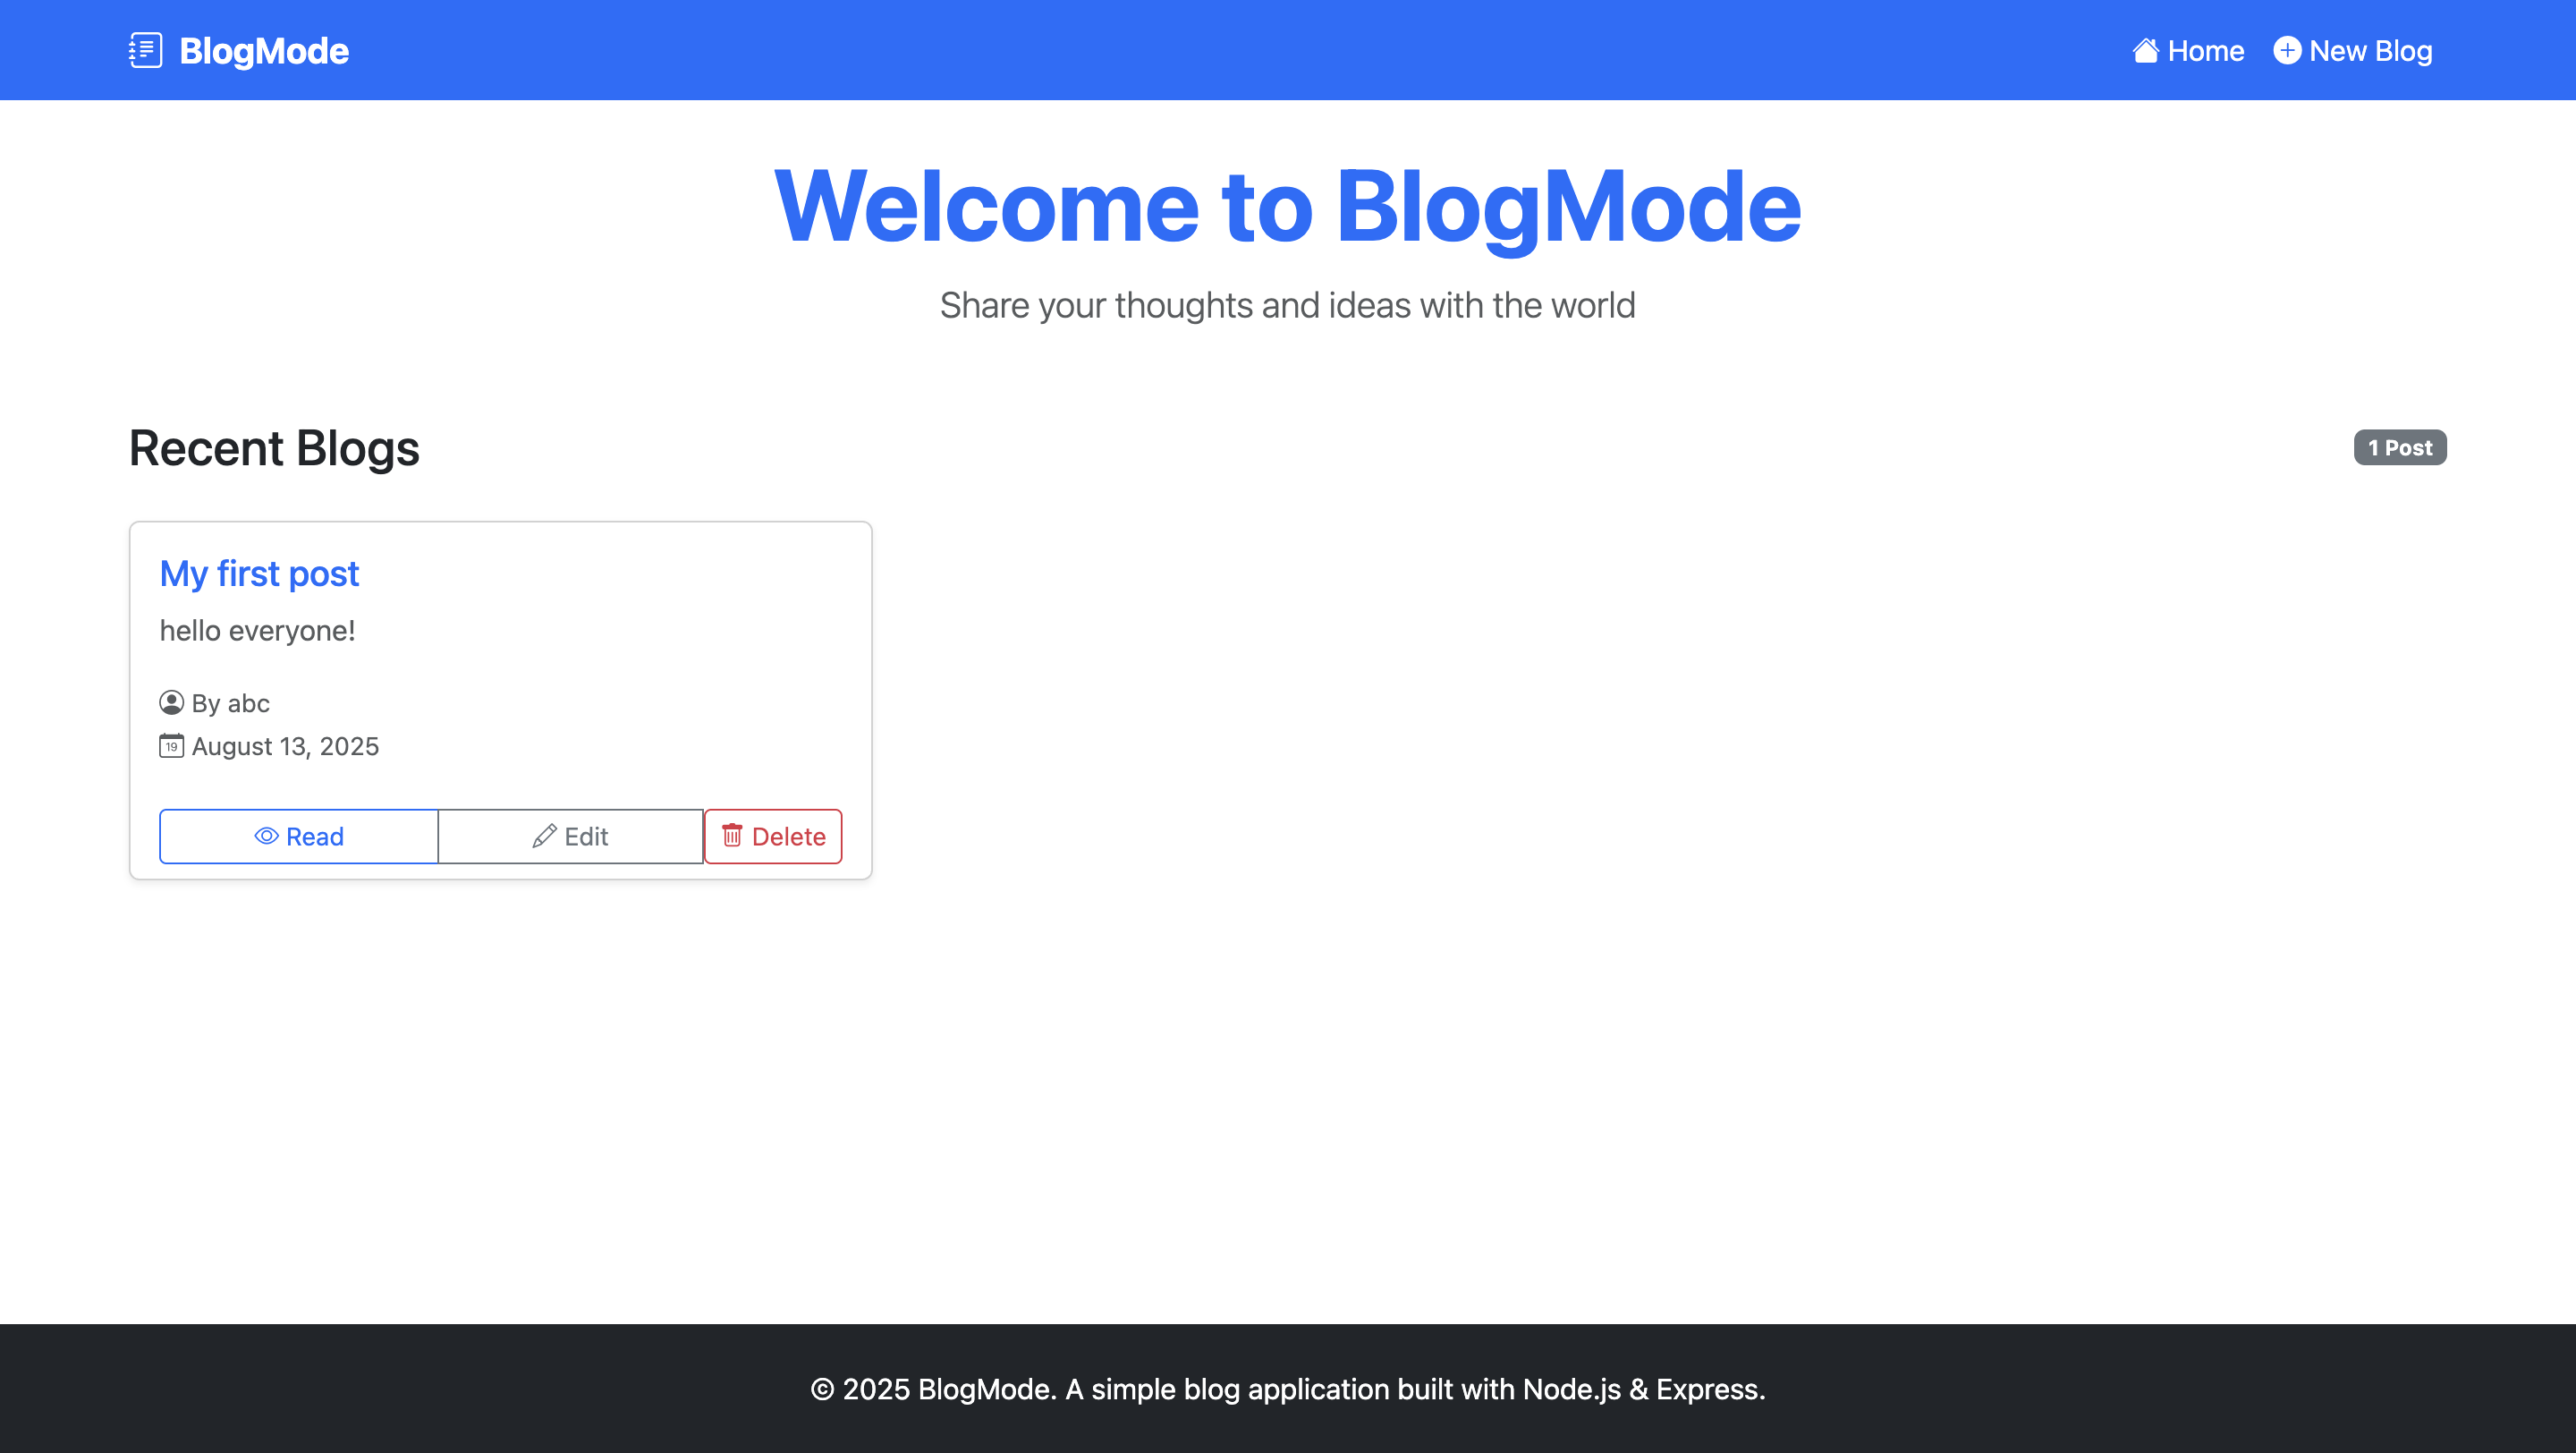 BlogMode
Home
New Blog
Welcome to BlogMode
Share your thoughts and ideas with the world
Recent Blogs
1 Post
My first post
hello everyone!
By abc
19
August 13, 2025
Read
Edit
Delete
© 2025 BlogMode. A simple blog application built with Node.js & Express.